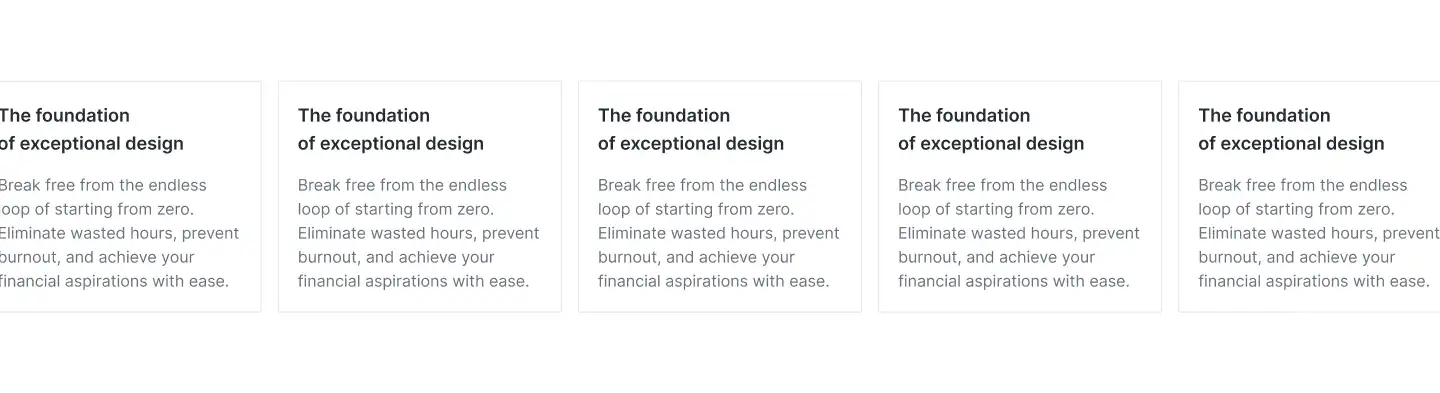 The foundation
of exceptional design
Break free from the endless
loop of starting from zero.
Eliminate wasted hours, prevent
burnout, and achieve your
financial aspirations with ease.
The foundation
of exceptional design
Break free from the endless
loop of starting from zero.
Eliminate wasted hours, prevent
burnout, and achieve your
financial aspirations with ease.
The foundation
of exceptional design
Break free from the endless
loop of starting from zero.
Eliminate wasted hours, prevent
burnout, and achieve your
financial aspirations with ease.
The foundation
of exceptional design
Break free from the endless
loop of starting from zero.
Eliminate wasted hours, prevent
burnout, and achieve your
financial aspirations with ease.
The foundation
of exceptional design
Break free from the endless
loop of starting from zero.
Eliminate wasted hours, prevent
burnout, and achieve your
financial aspirations with ease.